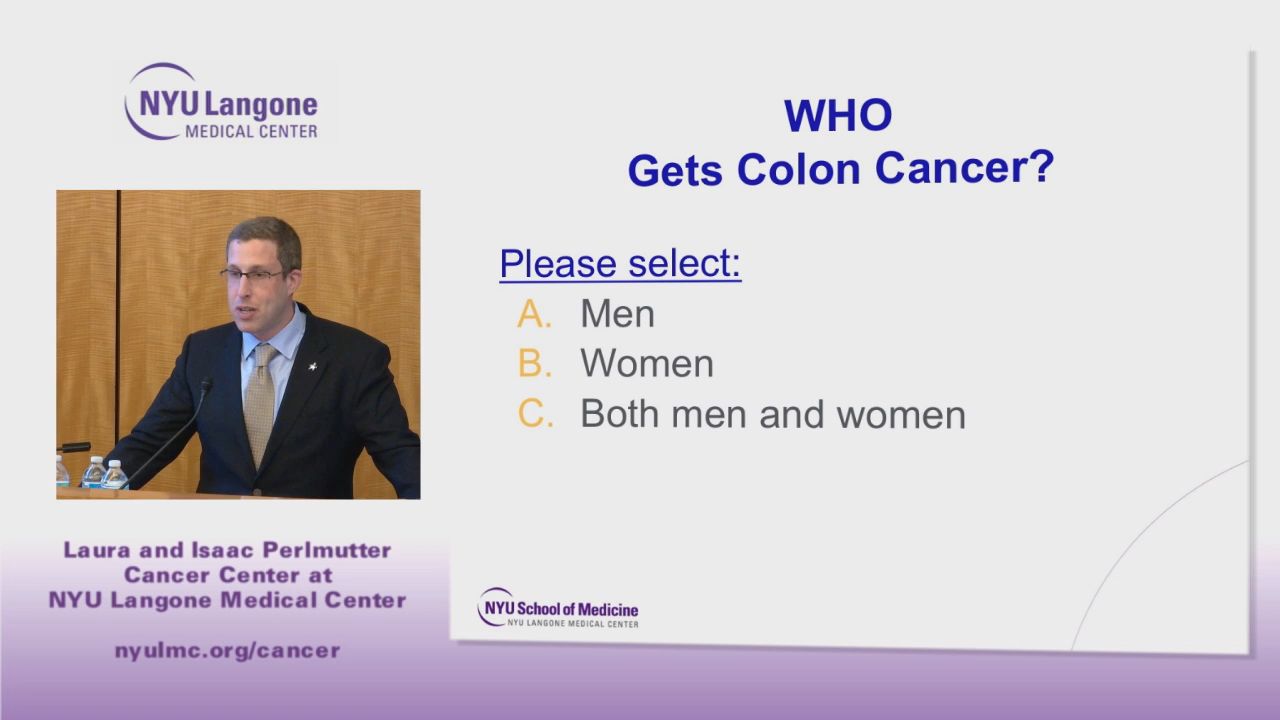 NYU Langone
MEDICAL CENTER
WHO
Gets Colon Cancer?
Please select:
A. Men
B. Women
C. Both men and women
Laura and Isaac Perlmutter
Cancer Center at
NYU Langone Medical Center
nyulmc.org/cancer
NYU School of Medicine
NYU LANGONE MEDICAL CENTER